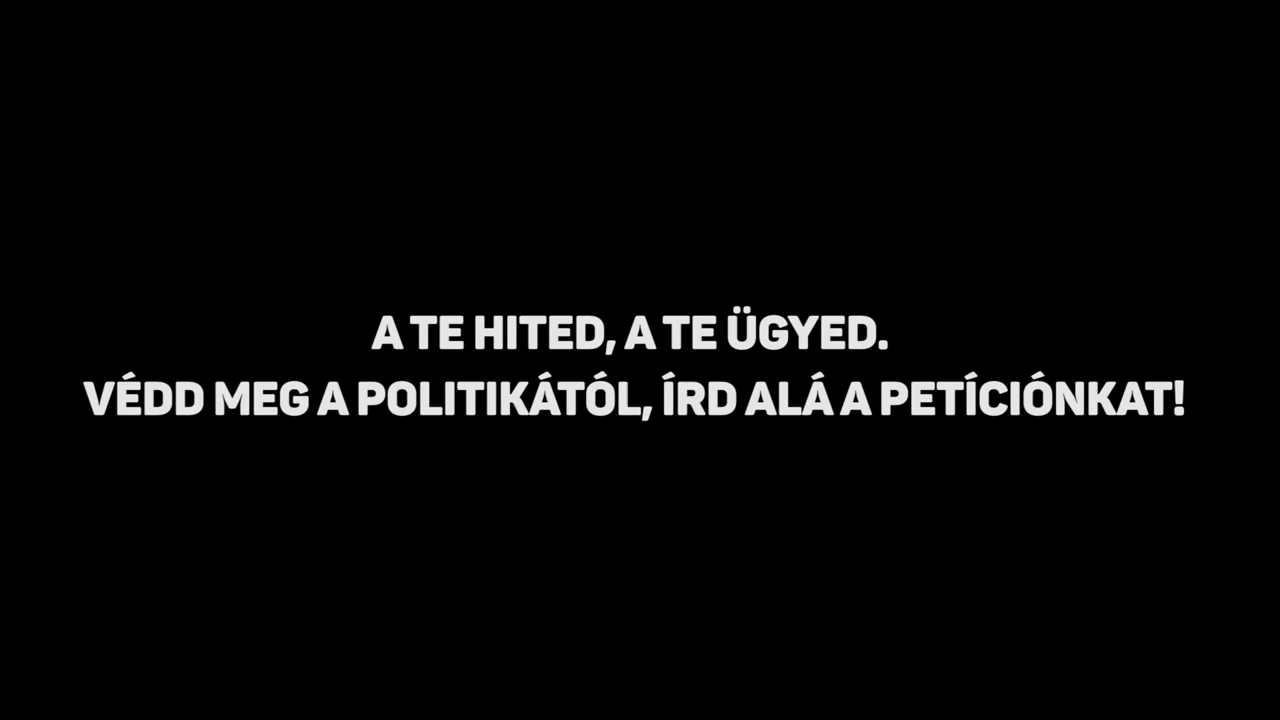 A TE HITED, A TE ÜGYED.
VÉDD MEG A POLITIKÁTÓL, ÍRD ALÁ A PETÍCIÓNKAT!